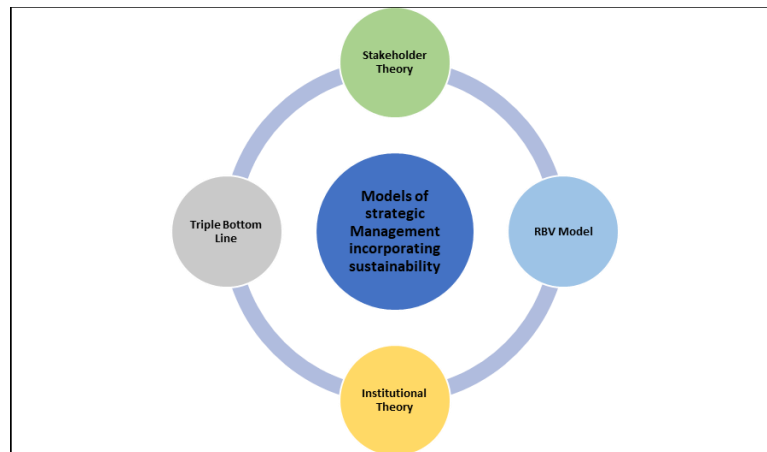 Stakeholder
Theory
Models of
strategic
Management
incorporating
sustainability
Triple Bottom
Line
RBV Model
Institutional
Theory